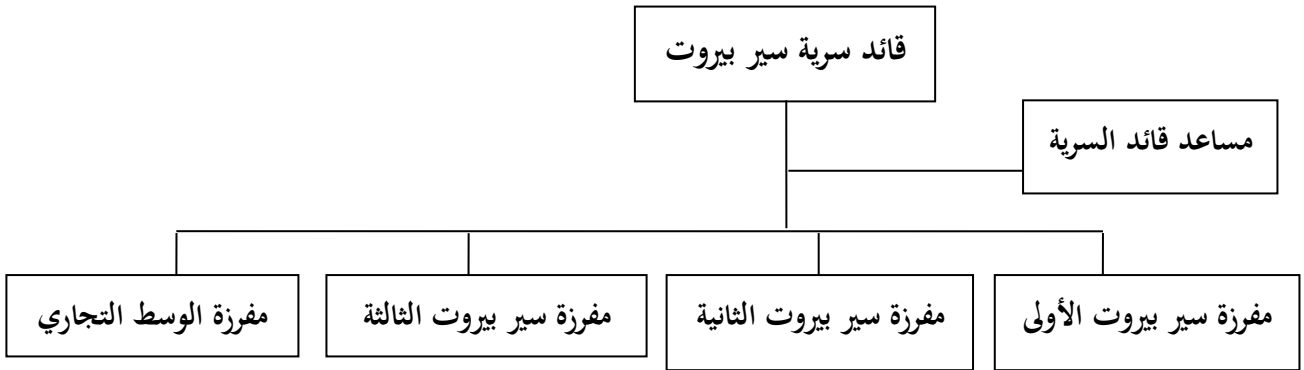 قائد سرية سير بيروت
مساعد قائد السرية
مفرزة سير بيروت الأولى
مفرزة سير بيروت الثانية
مفرزة سير بيروت الثالثة
مفرزة الوسط التجاري